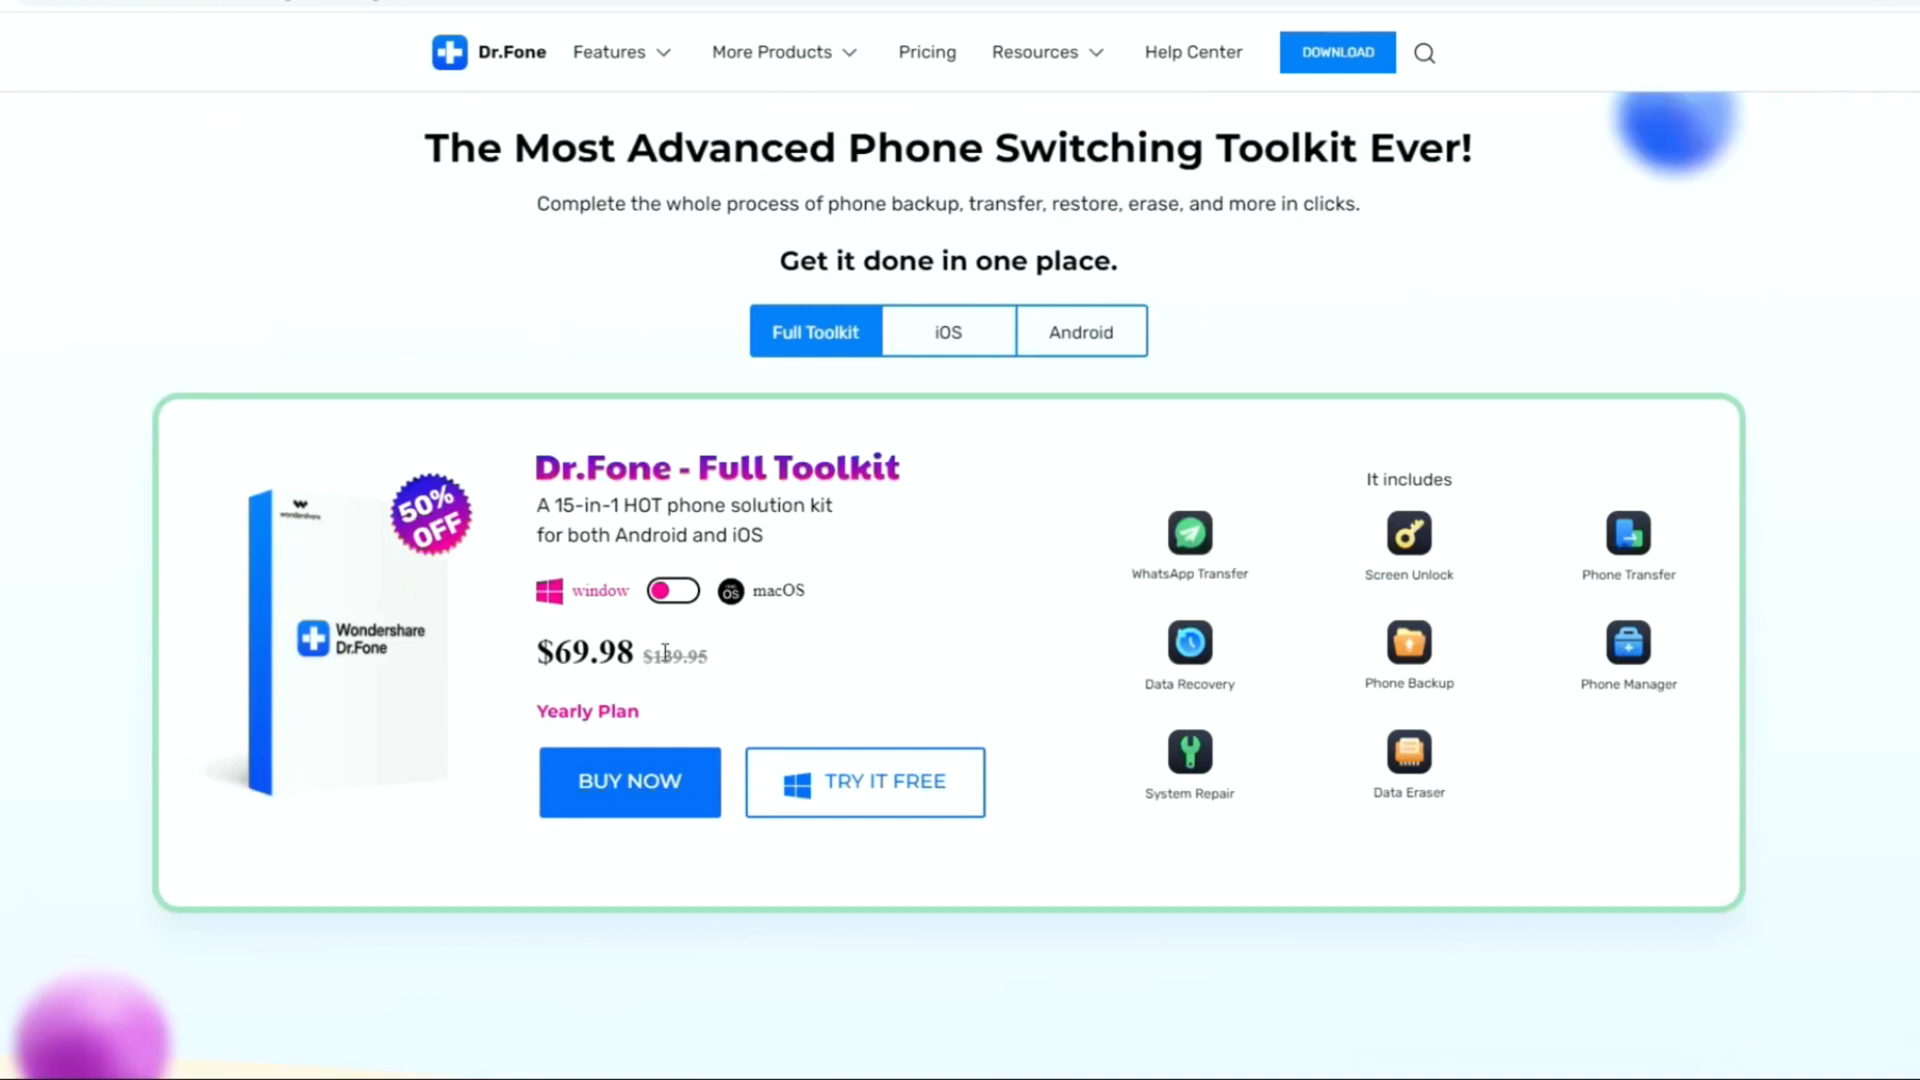 Dr.Fone Features More Products Pricing Resources Help Center DOWNLOAD
The Most Advanced Phone Switching Toolkit Ever!
Complete the whole process of phone backup, transfer, restore, erase, and more in clicks.
Get it done in one place.
Full Toolkit iOS Android
50%
OFF
wondershare
Wondershare
Dr.Fone
Dr.Fone - Full Toolkit
A 15-in-1 HOT phone solution kit
for both Android and iOS
window macOS
$69.98 $139.95
Yearly Plan
BUY NOW TRY IT FREE
It includes
WhatsApp Transfer Screen Unlock Phone Transfer
Data Recovery Phone Backup Phone Manager
System Repair Data Eraser